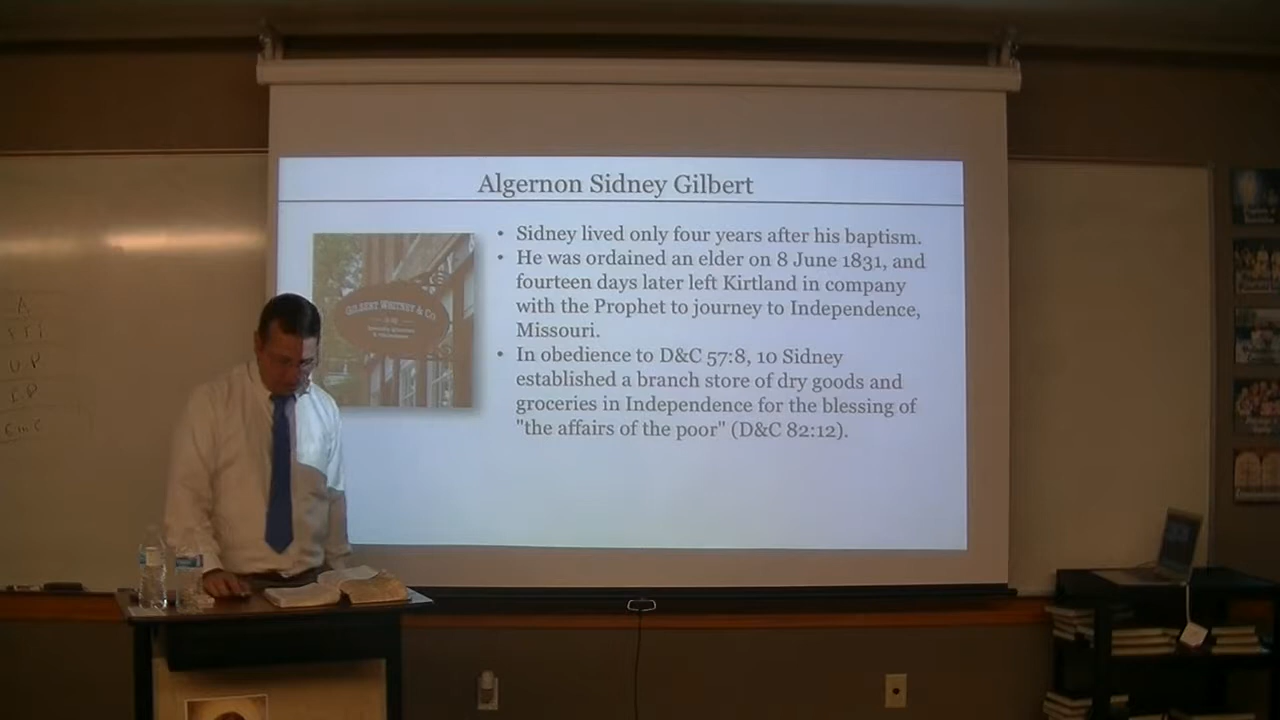 Algernon Sidney Gilbert
• Sidney lived only four years after his baptism.
• He was ordained an elder on 8 June 1831, and
fourteen days later left Kirtland in company
with the Prophet to journey to Independence,
Missouri.
• In obedience to D&C 57:8, 10 Sidney
established a branch store of dry goods and
groceries in Independence for the blessing of
"the affairs of the poor" (D&C 82:12).
GILBERT WHITNEY & CO.
A